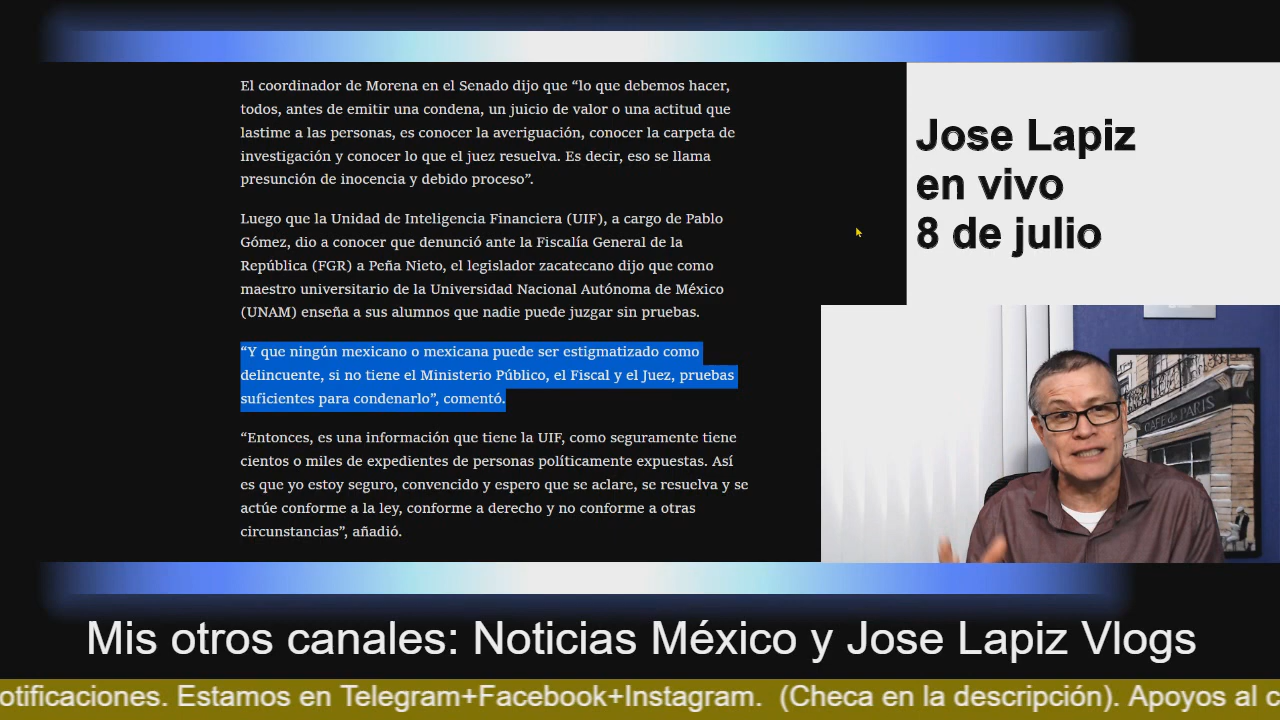 El coordinador de Morena en el Senado dijo que “lo que debemos hacer,
todos, antes de emitir una condena, un juicio de valor o una actitud que
lastime a las personas, es conocer la averiguación, conocer la carpeta de
investigación y conocer lo que el juez resuelva. Es decir, eso se llama
presunción de inocencia y debido proceso”.
Luego que la Unidad de Inteligencia Financiera (UIF), a cargo de Pablo
Gómez, dio a conocer que denunció ante la Fiscalía General de la
República (FGR) a Peña Nieto, el legislador zacatecano dijo que como
maestro universitario de la Universidad Nacional Autónoma de México
(UNAM) enseña a sus alumnos que nadie puede juzgar sin pruebas.
“Y que ningún mexicano o mexicana puede ser estigmatizado como
delincuente, si no tiene el Ministerio Público, el Fiscal y el Juez, pruebas
suficientes para condenarlo”, comentó.
“Entonces, es una información que tiene la UIF, como seguramente tiene
cientos o miles de expedientes de personas políticamente expuestas. Así
es que yo estoy seguro, convencido y espero que se aclare, se resuelva y se
actúe conforme a la ley, conforme a derecho y no conforme a otras
circunstancias”, añadió.
Jose Lapiz
en vivo
8 de julio
CAFE de PARIS
Mis otros canales: Noticias México y Jose Lapiz Vlogs
otificaciones. Estamos en Telegram+Facebook+Instagram. (Checa en la descripción). Apoyos al c